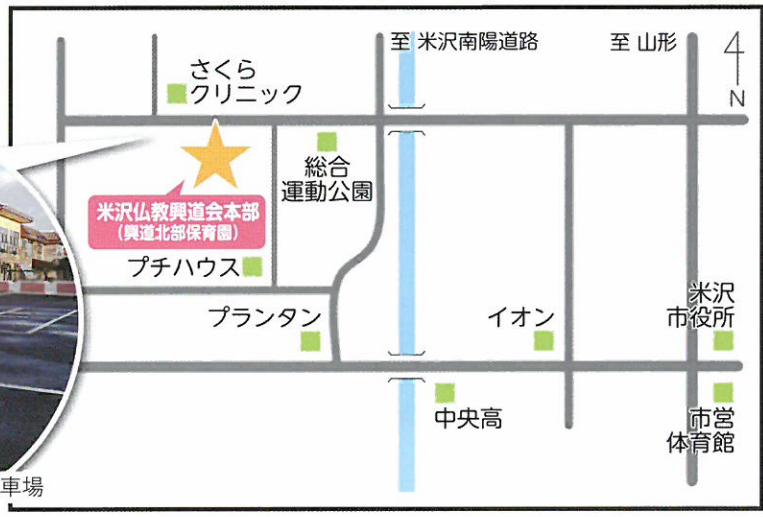 至 米沢南陽道路
至 山形
N
さくら
クリニック
総合
運動公園
米沢仏教興道会本部
(興道北部保育園)
プチハウス
プランタン
イオン
米沢
市役所
中央高
市営
体育館
車場